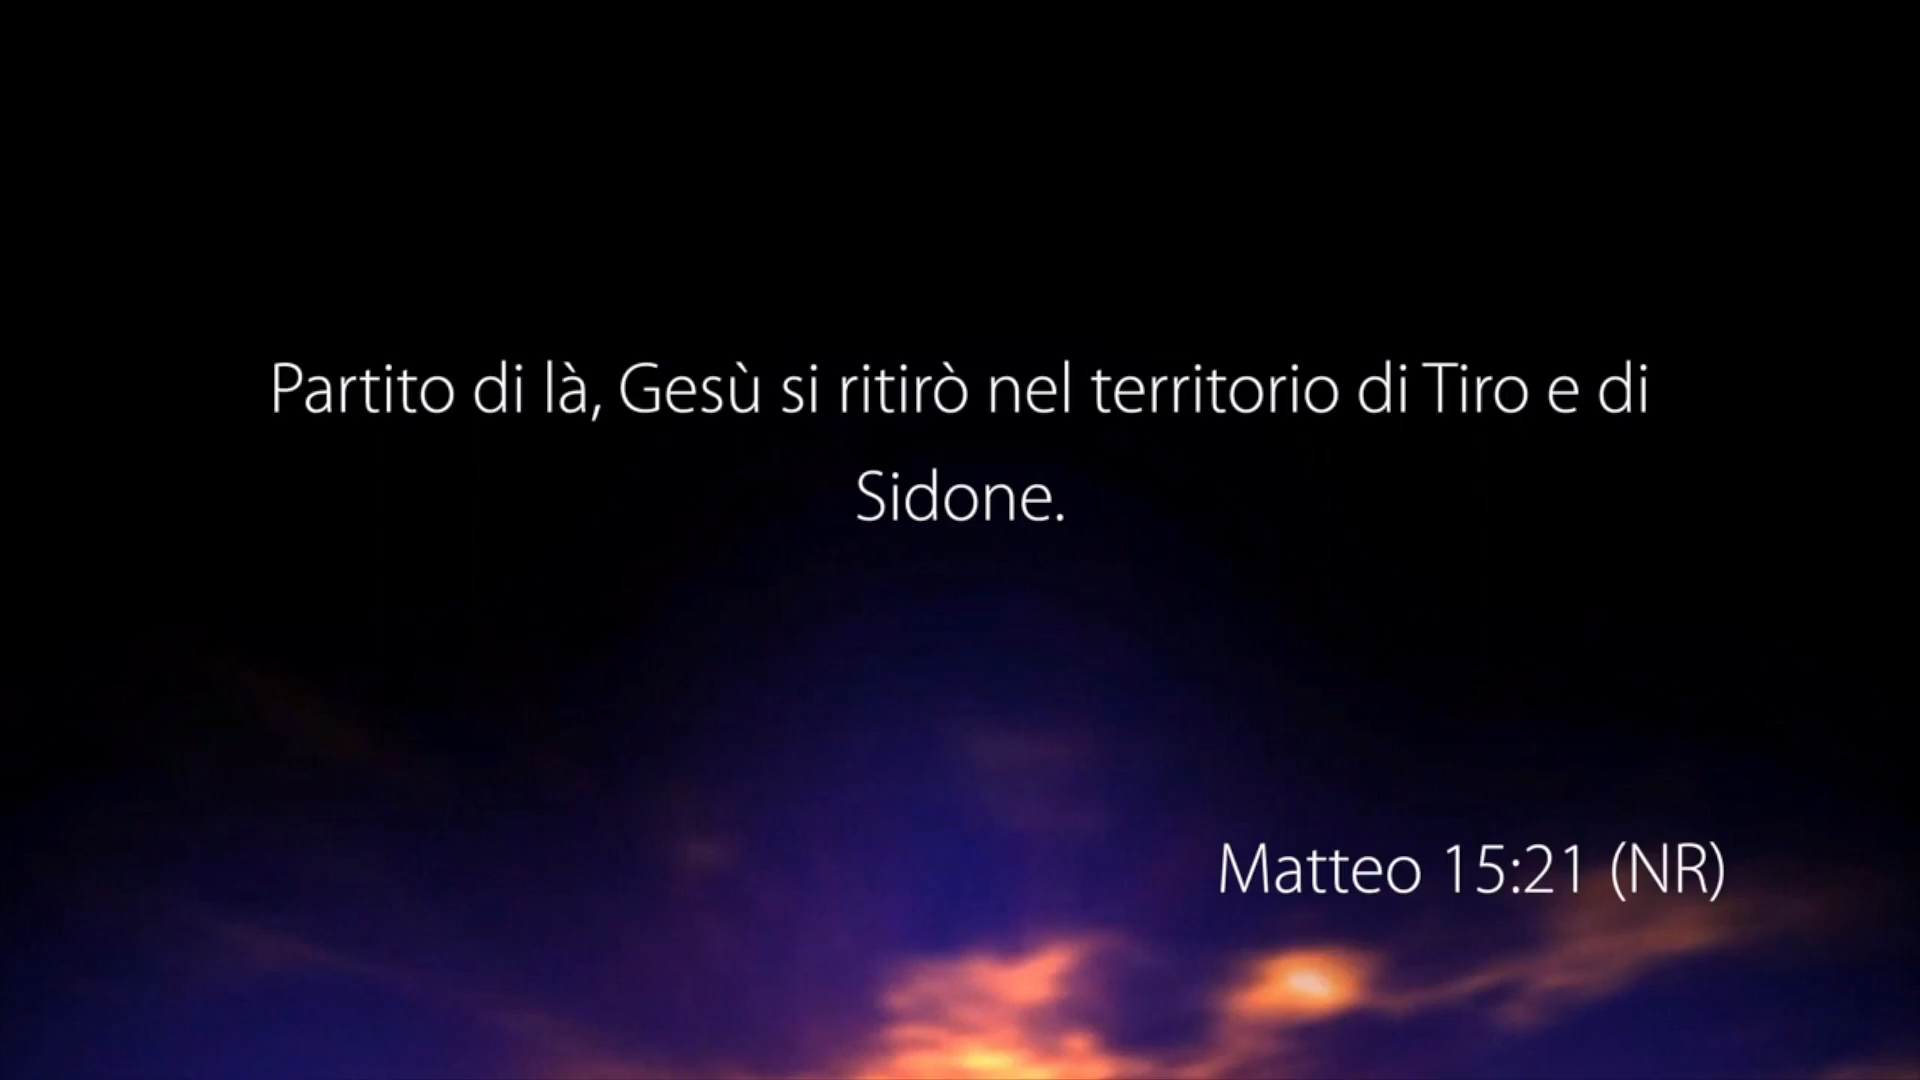 Partito di là, Gesù si ritirò nel territorio di Tiro e di
Sidone.
Matteo 15:21 (NR)